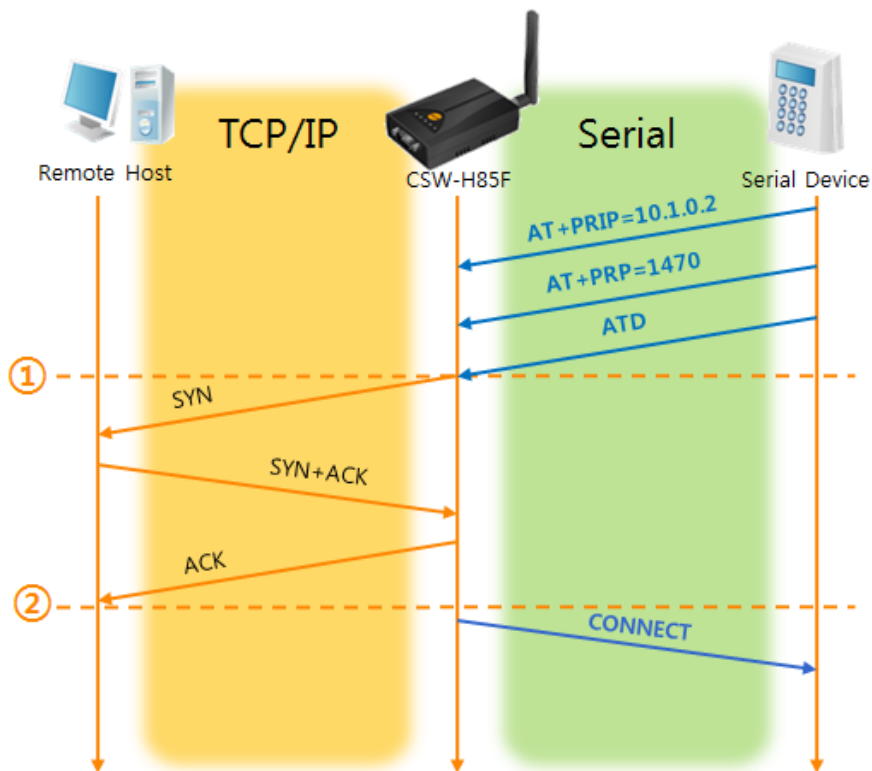 TCP/IP
Serial
Remote Host
CSW-H85F
Serial Device
AT+PRIP=10.1.0.2
AT+PRP=1470
ATD
①
SYN
SYN+ACK
ACK
②
CONNECT